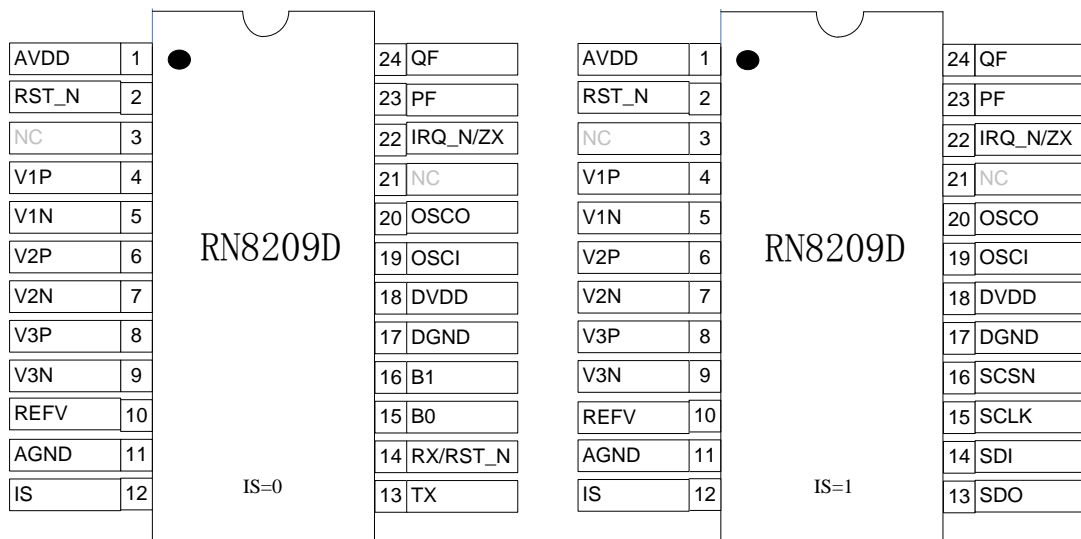 AVDD 1
RST_N 2
NC 3
V1P 4
V1N 5
V2P 6
V2N 7
V3P 8
V3N 9
REFV 10
AGND 11
IS 12
RN8209D
IS=0
24 QF
23 PF
22 IRQ_N/ZX
21 NC
20 OSCO
19 OSCI
18 DVDD
17 DGND
16 B1
15 B0
14 RX/RST_N
13 TX
AVDD 1
RST_N 2
NC 3
V1P 4
V1N 5
V2P 6
V2N 7
V3P 8
V3N 9
REFV 10
AGND 11
IS 12
RN8209D
IS=1
24 QF
23 PF
22 IRQ_N/ZX
21 NC
20 OSCO
19 OSCI
18 DVDD
17 DGND
16 SCSN
15 SCLK
14 SDI
13 SDO